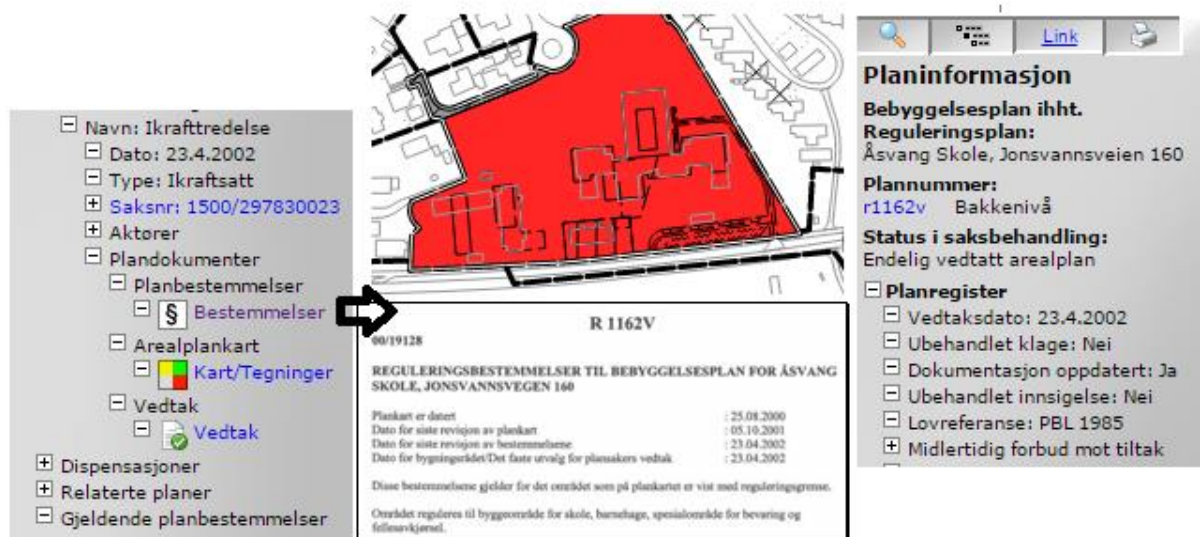 Navn: Ikrafttredelse
Dato: 23.4.2002
Type: Ikraftsatt
Saksnr: 1500/297830023
Aktører
Plandokumenter
Planbestemmelser
§ Bestemmelser
Arealplankart
Kart/Tegninger
Vedtak
Vedtak
Dispensasjoner
Relaterte planer
Gjeldende planbestemmelser
R 1162V
00/19128
REGULERINGSBESTEMMELSER TIL BEBYGGELSESPLAN FOR ÅSVANG
SKOLE, JONSVANNSVEGEN 160
Plankart er datert : 25.08.2000
Dato for siste revisjon av plankart : 05.10.2001
Dato for siste revisjon av bestemmelsene : 23.04.2002
Dato for bygningsrådet/Det faste utvalg for plansakers vedtak : 23.04.2002
Disse bestemmelsene gjelder for det området som på plankartet er vist med reguleringsgrense.
Området reguleres til byggeområde for skole, barnehage, spesialområde for bevaring og
fellesavkjørsel.
Link
Planinformasjon
Bebyggelsesplan ihht.
Reguleringsplan:
Åsvang Skole, Jonsvannsveien 160
Plannummer:
r1162v Bakkenivå
Status i saksbehandling:
Endelig vedtatt arealplan
Planregister
Vedtaksdato: 23.4.2002
Ubehandlet klage: Nei
Dokumentasjon oppdatert: Ja
Ubehandlet innsigelse: Nei
Lovreferanse: PBL 1985
Midlertidig forbud mot tiltak